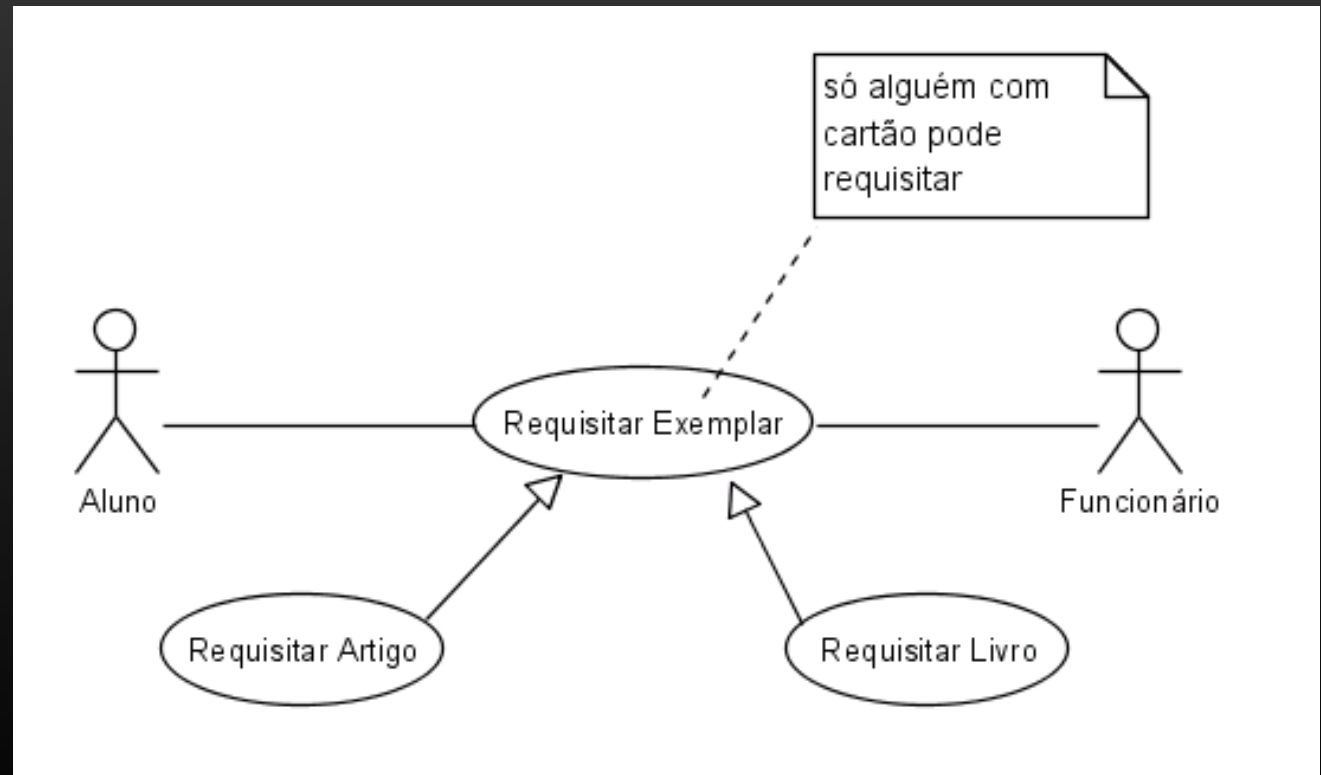 só alguém com
cartão pode
requisitar
Requisitar Exemplar
Aluno
Funcionário
Requisitar Artigo
Requisitar Livro